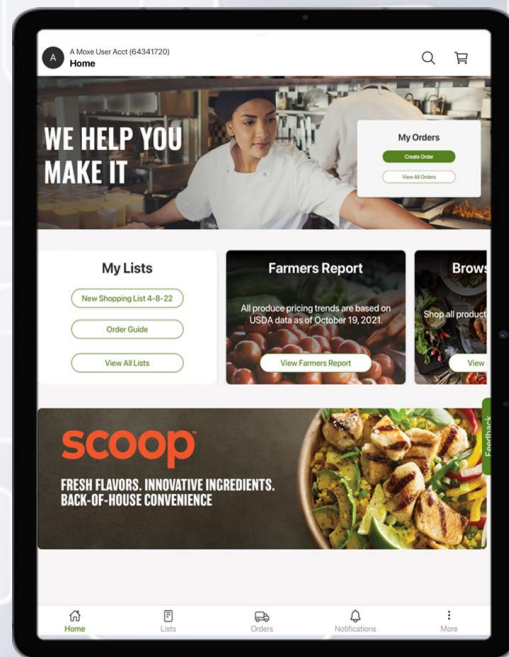 A
A Moxe User Acct (64341720)
Home
WE HELP YOU
MAKE IT
My Orders
Create Order
View All Orders
My Lists
New Shopping List 4-8-22
Order Guide
View All Lists
Farmers Report
All produce pricing trends are based on
USDA data as of October 19, 2021.
View Farmers Report
Brows
Shop all product
View
Feedback
scoop™
FRESH FLAVORS. INNOVATIVE INGREDIENTS.
BACK-OF-HOUSE CONVENIENCE
Home
Lists
Orders
Notifications
More